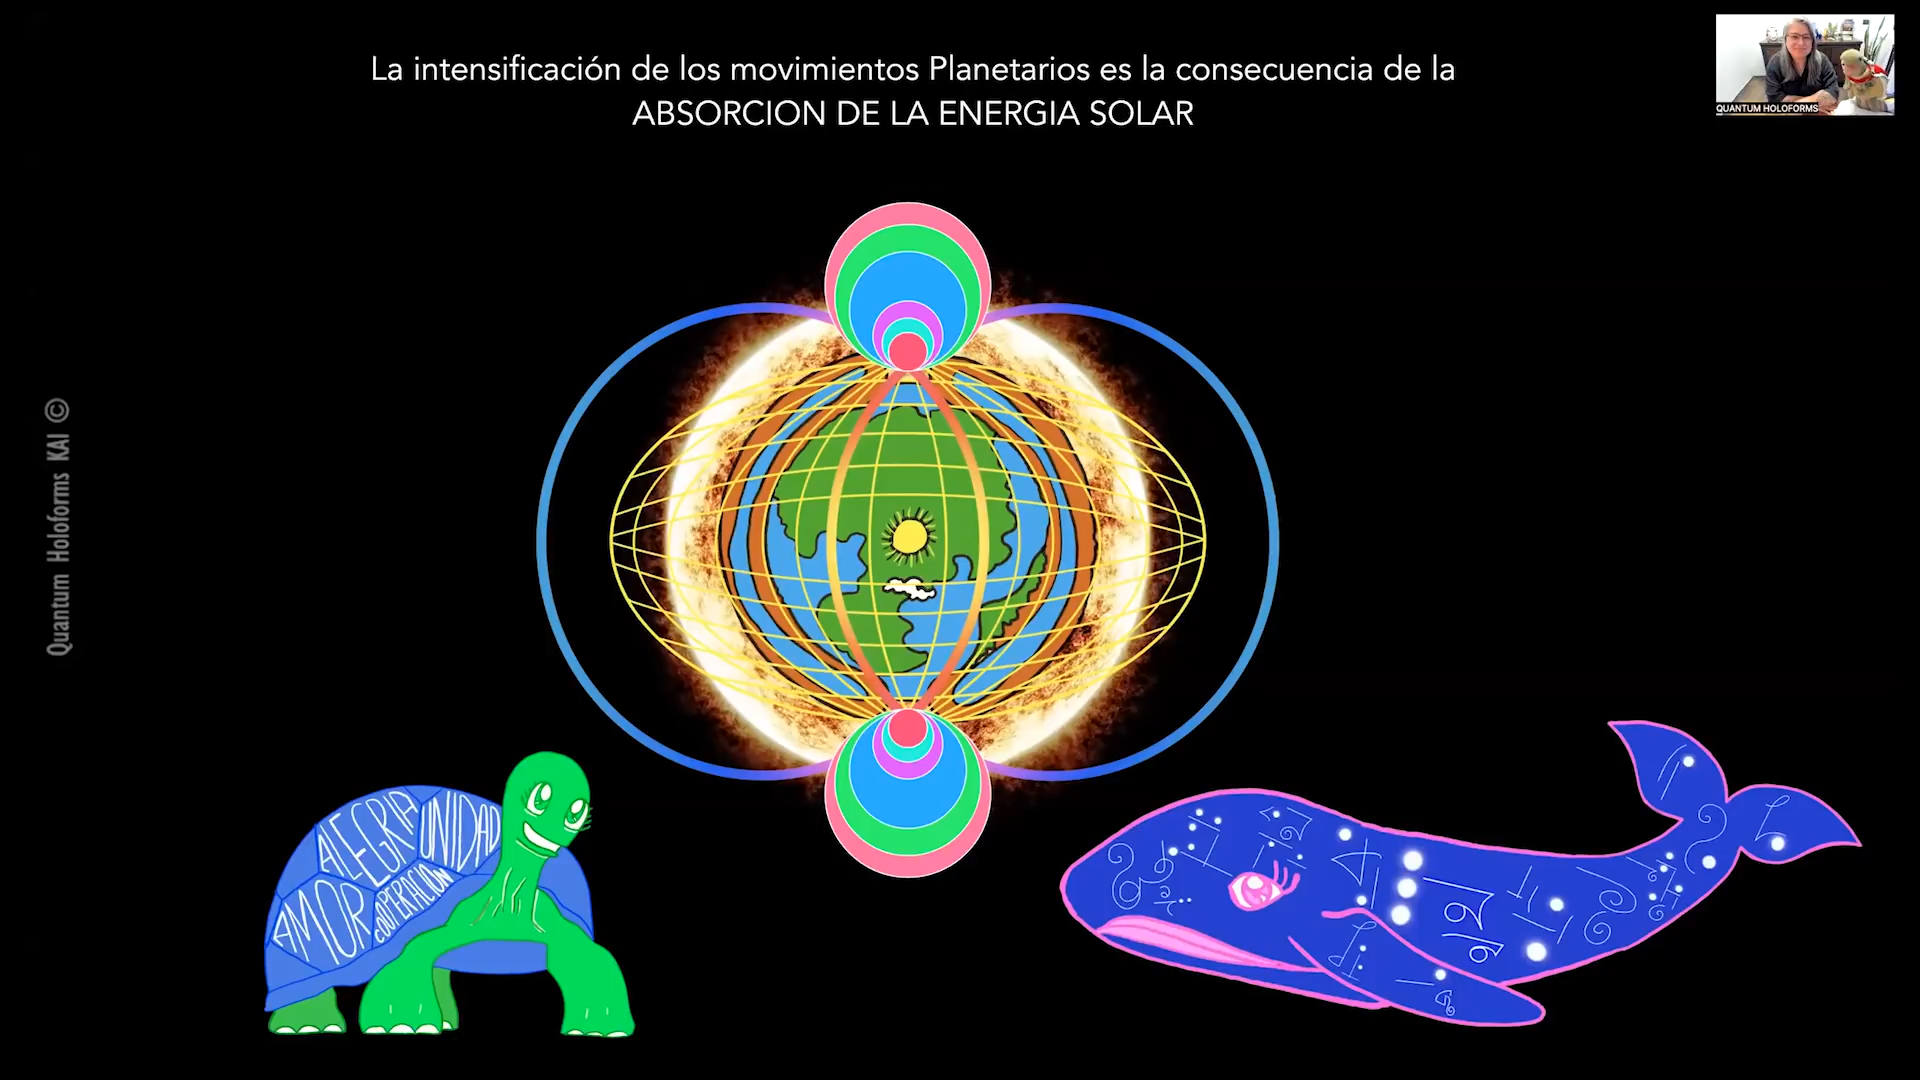 La intensificación de los movimientos Planetarios es la consecuencia de la
ABSORCION DE LA ENERGIA SOLAR
QUANTUM HOLOFORMS
Quantum Holoforms KAI ©
ALEGRIA
UNIDAD
AMOR
COOPERACION